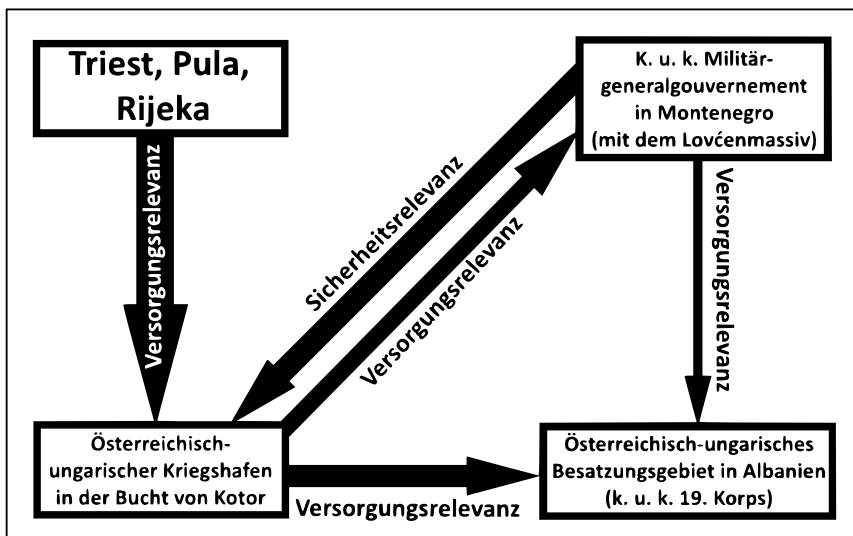 Triest, Pula,
Rijeka
K. u. k. Militär-
generalgouvernement
in Montenegro
(mit dem Lovćenmassiv)
Versorgungsrelevanz
Sicherheitsrelevanz
Versorgungsrelevanz
Versorgungsrelevanz
Österreichisch-
ungarischer Kriegshafen
in der Bucht von Kotor
Versorgungsrelevanz
Österreichisch-ungarisches
Besatzungsgebiet in Albanien
(k. u. k. 19. Korps)